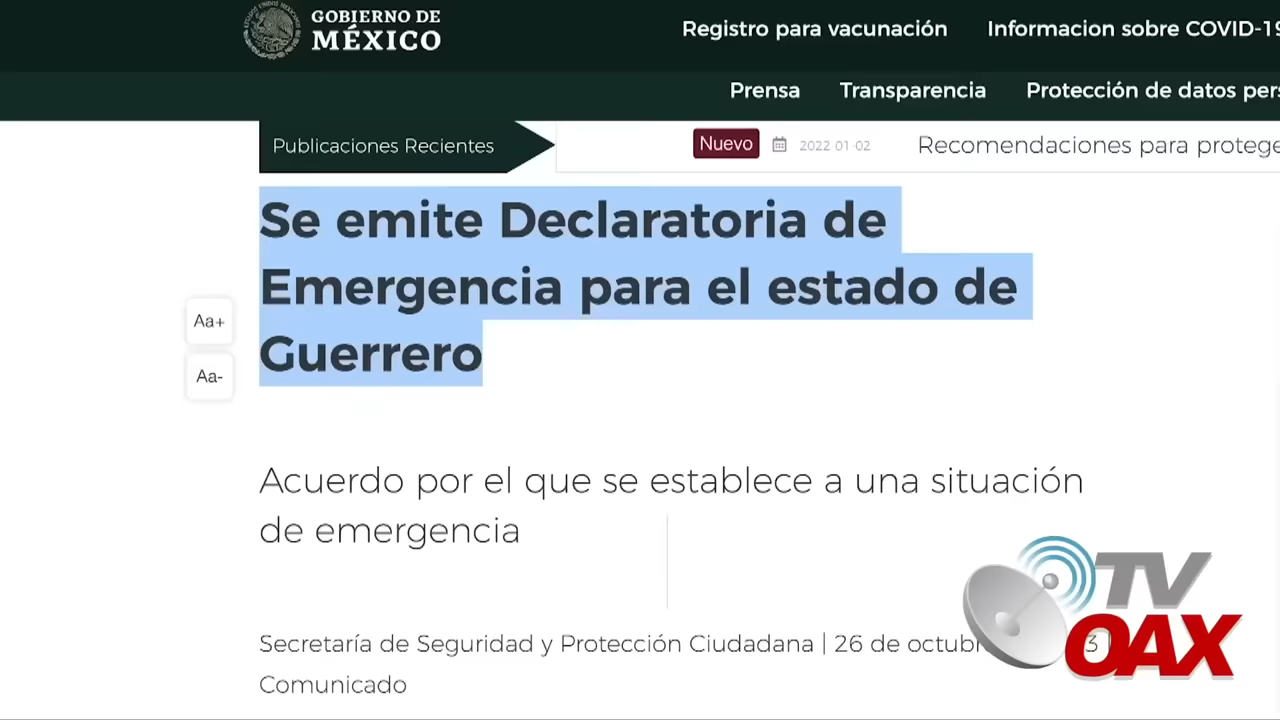 GOBIERNO DE
MÉXICO
Registro para vacunación
Informacion sobre COVID-19
Prensa
Transparencia
Protección de datos pers
Publicaciones Recientes
Nuevo
2022-01-02
Recomendaciones para protege
Se emite Declaratoria de
Emergencia para el estado de
Guerrero
Aa+
Aa-
Acuerdo por el que se establece a una situación
de emergencia
Secretaría de Seguridad y Protección Ciudadana | 26 de octub
Comunicado
TV
OAX